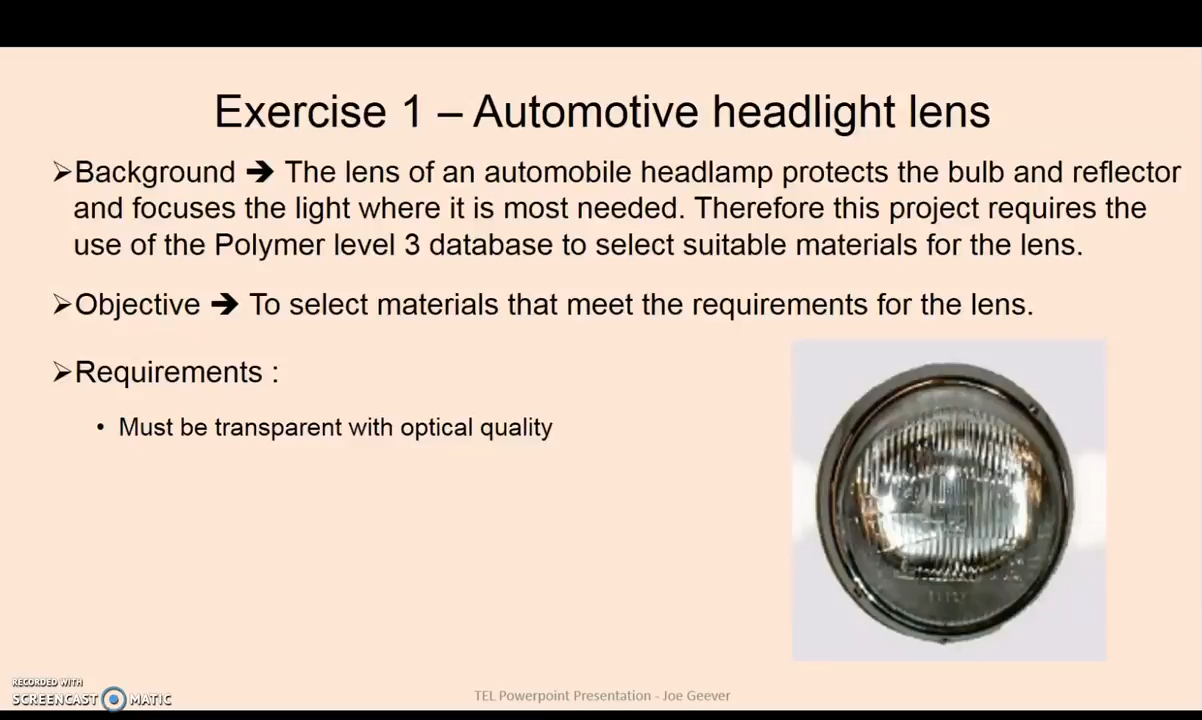 Exercise 1 – Automotive headlight lens
➢Background ➔ The lens of an automobile headlamp protects the bulb and reflector
and focuses the light where it is most needed. Therefore this project requires the
use of the Polymer level 3 database to select suitable materials for the lens.
➢Objective ➔ To select materials that meet the requirements for the lens.
➢Requirements :
• Must be transparent with optical quality
RECORDED WITH
SCREENCAST MATIC
TEL Powerpoint Presentation - Joe Geever